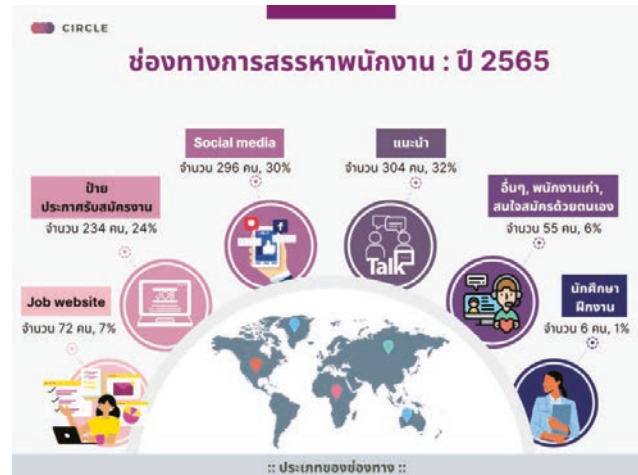 CIRCLE
ช่องทางการสรรหาพนักงาน : ปี 2565
Social media
จำนวน 296 คน, 30%
แนะนำ
จำนวน 304 คน, 32%
ป้าย
ประกาศรับสมัครงาน
จำนวน 234 คน, 24%
อื่นๆ, พนักงานเก่า,
สนใจสมัครด้วยตนเอง
จำนวน 55 คน, 6%
Job website
จำนวน 72 คน, 7%
นักศึกษา
ฝึกงาน
จำนวน 6 คน, 1%
JOB
Talk
:: ประเภทของช่องทาง ::